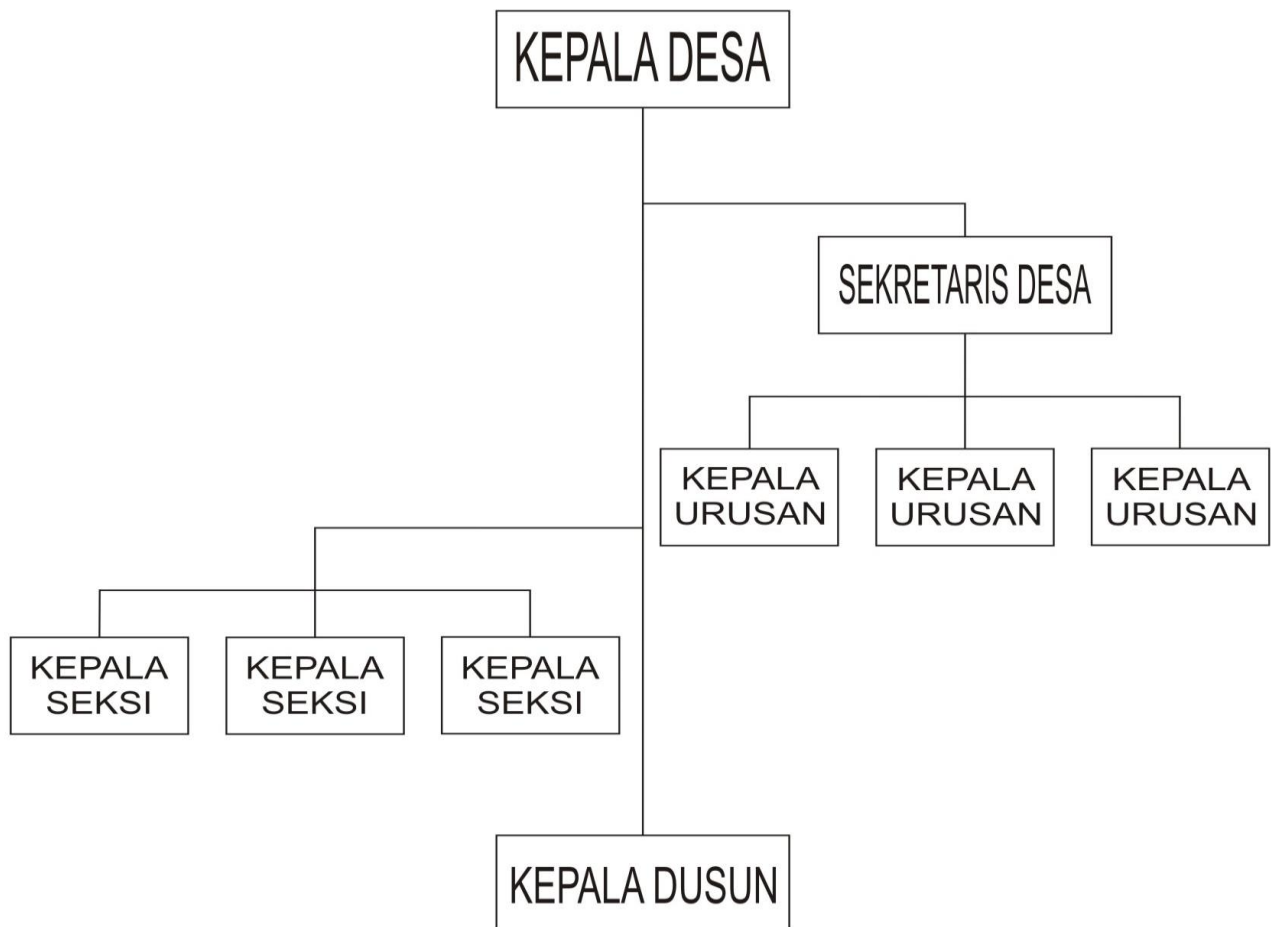 KEPALA DESA
SEKRETARIS DESA
KEPALA
URUSAN
KEPALA
URUSAN
KEPALA
URUSAN
KEPALA
SEKSI
KEPALA
SEKSI
KEPALA
SEKSI
KEPALA DUSUN